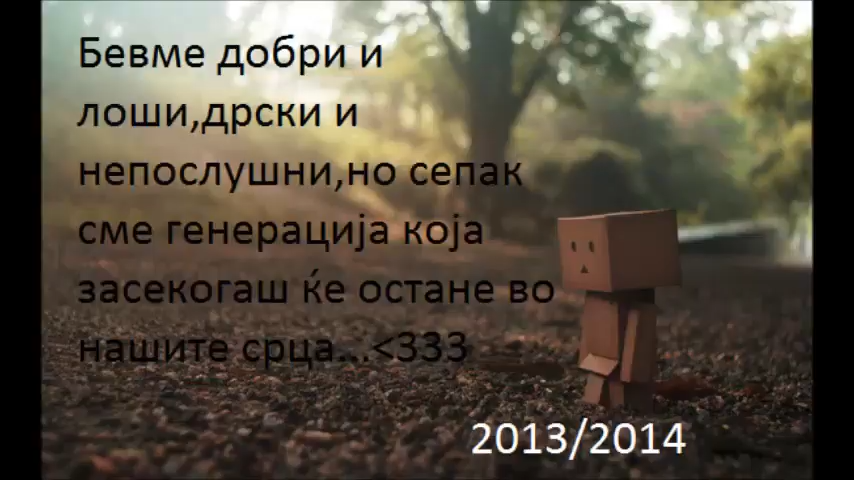 Бевме добри и
лоши,дрски и
непослушни,но сепак
сме генерација која
засекогаш ќе остане во
нашите срца...<333
2013/2014